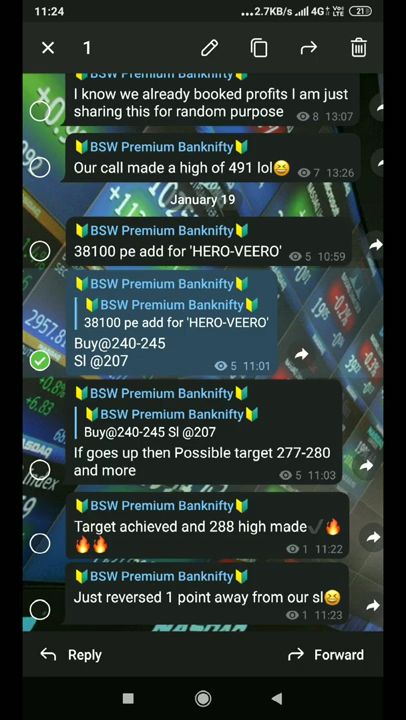 11:24
...2.7KB/s 4G+ Vo) LTE 21
1
🔰BSW Premium Banknifty🔰
I know we already booked profits I am just
sharing this for random purpose
8 13:07
🔰BSW Premium Banknifty🔰
Our call made a high of 491 lol😆
7 13:26
January 19
🔰BSW Premium Banknifty🔰
38100 pe add for 'HERO-VEERO'
5 10:59
🔰BSW Premium Banknifty🔰
🔰BSW Premium Banknifty🔰
38100 pe add for 'HERO-VEERO'
Buy@240-245
Sl @207
5 11:01
🔰BSW Premium Banknifty🔰
🔰BSW Premium Banknifty🔰
Buy@240-245 Sl @207
If goes up then Possible target 277-280
and more
5 11:03
🔰BSW Premium Banknifty🔰
Target achieved and 288 high made✔🔥
🔥🔥
1 11:22
🔰BSW Premium Banknifty🔰
Just reversed 1 point away from our sl😆
1 11:23
Reply
Forward